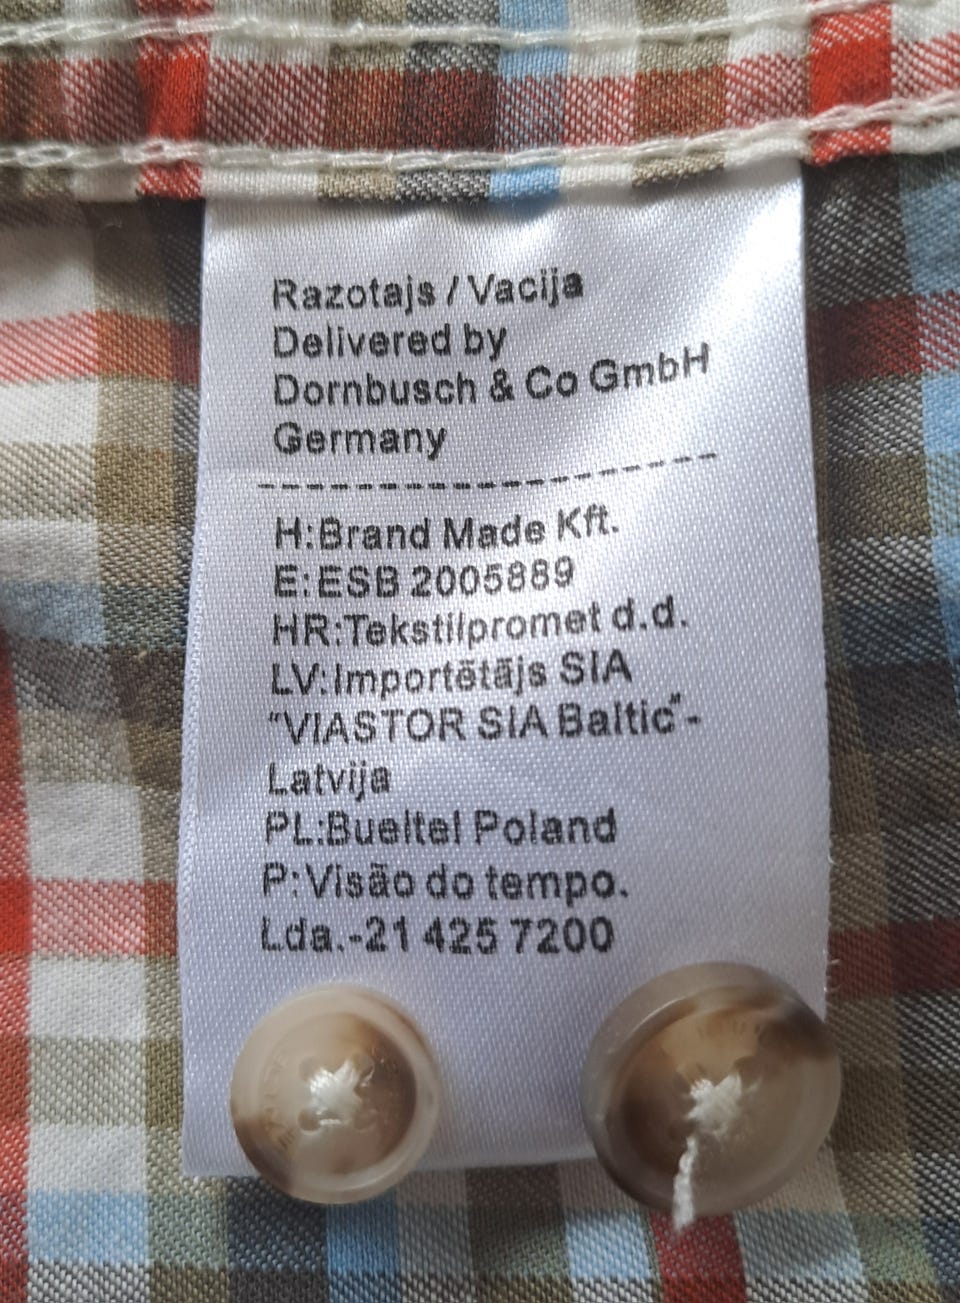 Razotajs / Vacija
Delivered by
Dornbusch & Co GmbH
Germany
------------------------------
H:Brand Made Kft.
E:ESB 2005889
HR:Tekstilpromet d.d.
LV:Importētājs SIA
"VIASTOR SIA Baltic"-
Latvija
PL:Bueltel Poland
P:Visão do tempo.
Lda.-21 425 7200